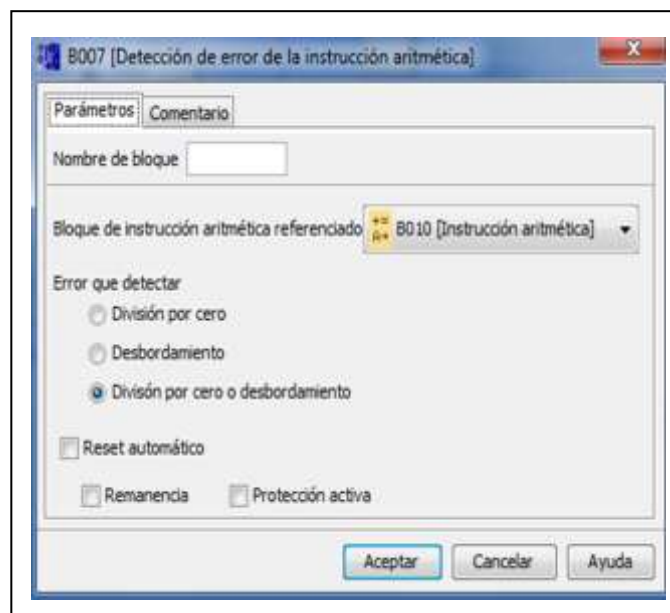 B007 [Detección de error de la instrucción aritmética]
Parámetros Comentario
Nombre de bloque
Bloque de instrucción aritmética referenciado B010 [Instrucción aritmética]
Error que detectar
División por cero
Desbordamiento
Divisón por cero o desbordamiento
Reset automático
Remanencia Protección activa
Aceptar Cancelar Ayuda